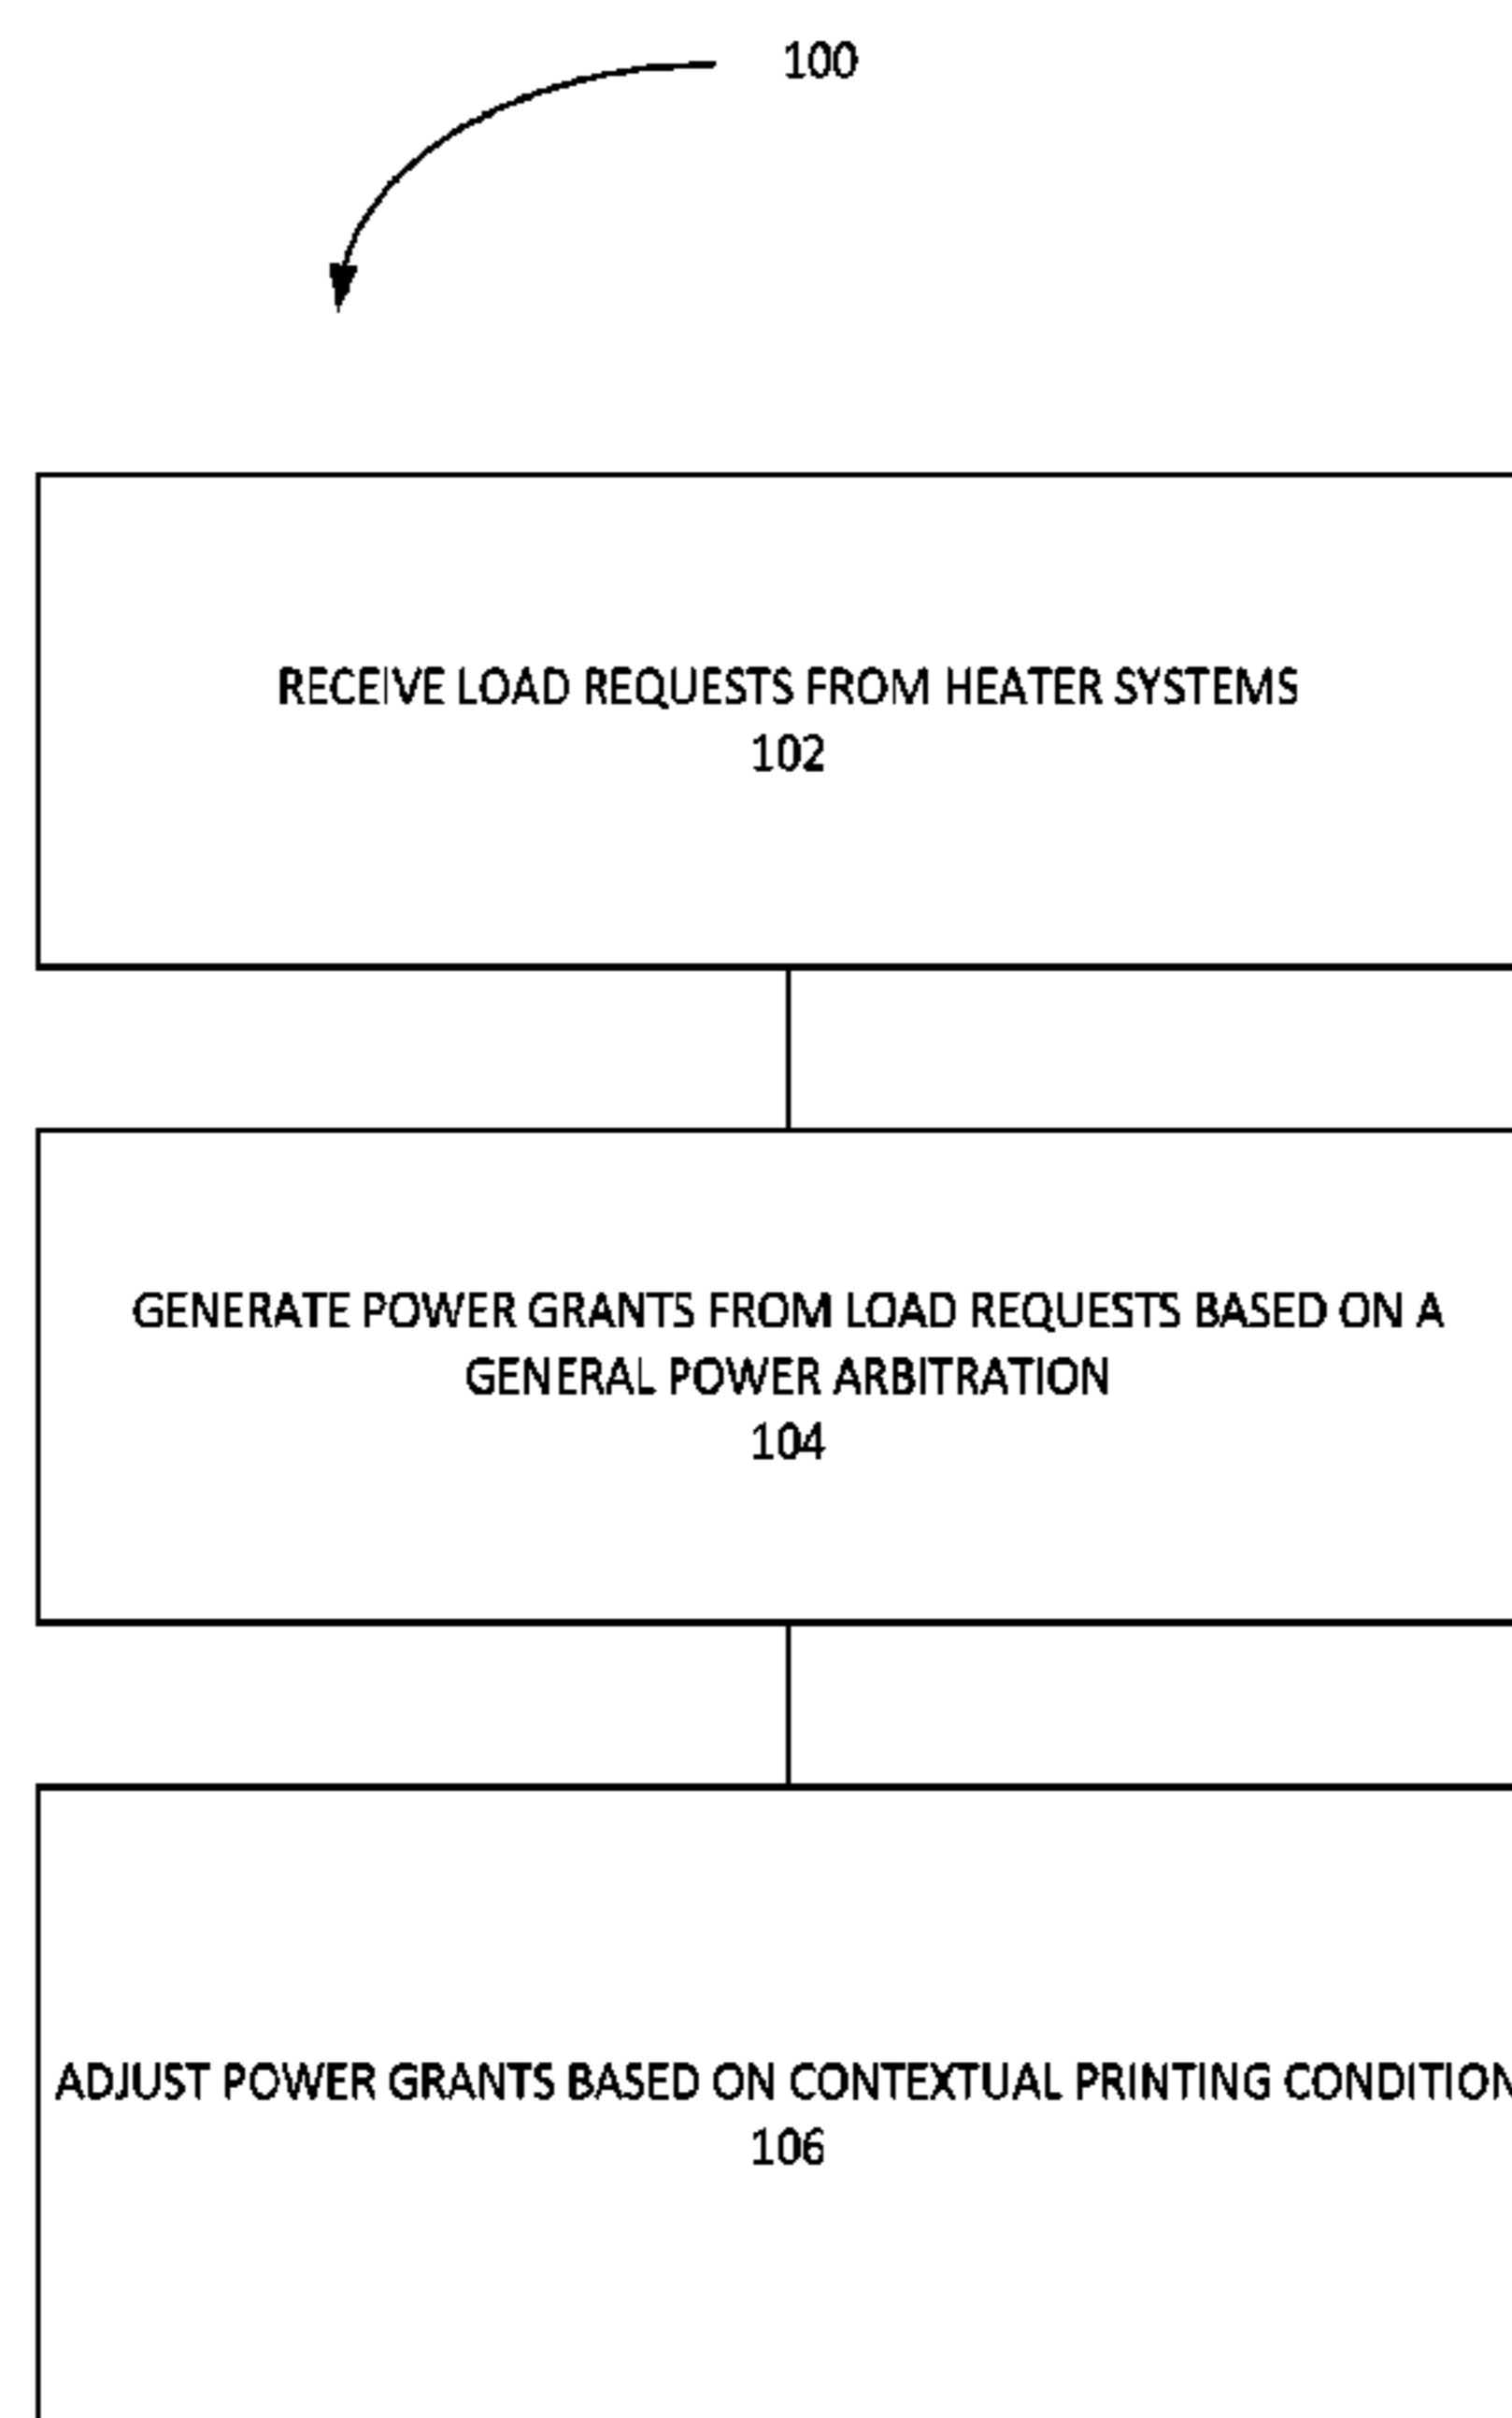 100
RECEIVE LOAD REQUESTS FROM HEATER SYSTEMS
102
GENERATE POWER GRANTS FROM LOAD REQUESTS BASED ON A
GENERAL POWER ARBITRATION
104
ADJUST POWER GRANTS BASED ON CONTEXTUAL PRINTING CONDITION
106